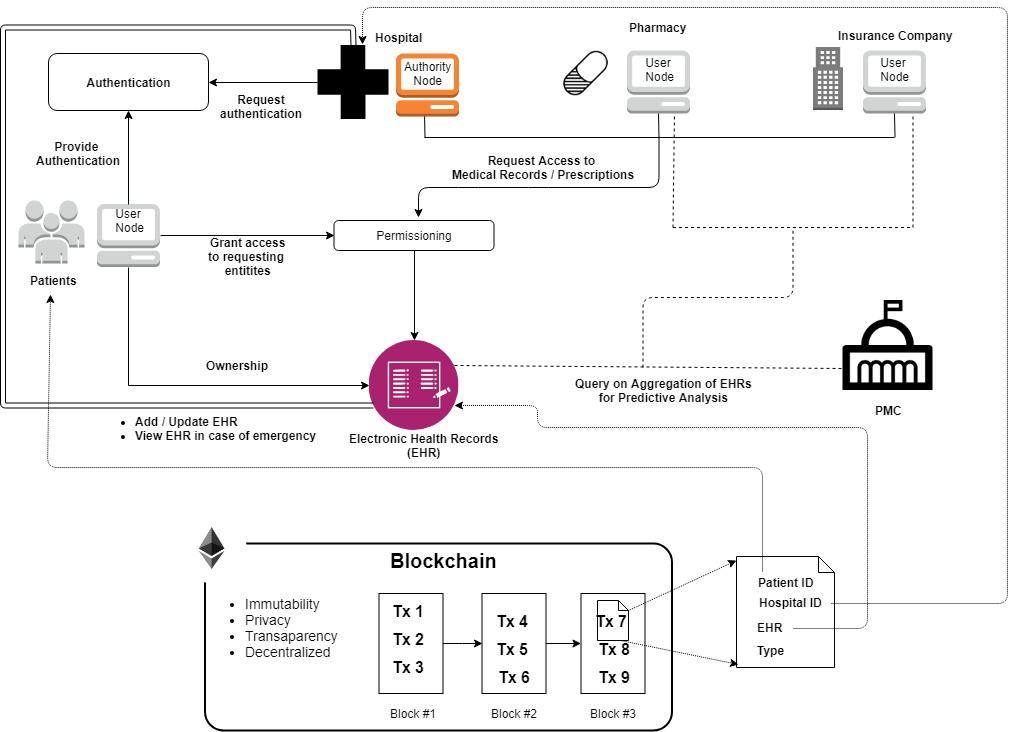 Hospital
Pharmacy
Insurance Company
Authority
Node
User
Node
User
Node
Authentication
Request
authentication
Provide
Authentication
Request Access to
Medical Records / Prescriptions
User
Node
Permissioning
Grant access
to requesting
entitites
Patients
Ownership
Query on Aggregation of EHRs
for Predictive Analysis
PMC
Add / Update EHR
View EHR in case of emergency
Electronic Health Records
(EHR)
Blockchain
Immutability
Privacy
Transaparency
Decentralized
Tx 1
Tx 2
Tx 3
Tx 4
Tx 5
Tx 6
Tx 7
Tx 8
Tx 9
Block #1
Block #2
Block #3
Patient ID
Hospital ID
EHR
Type